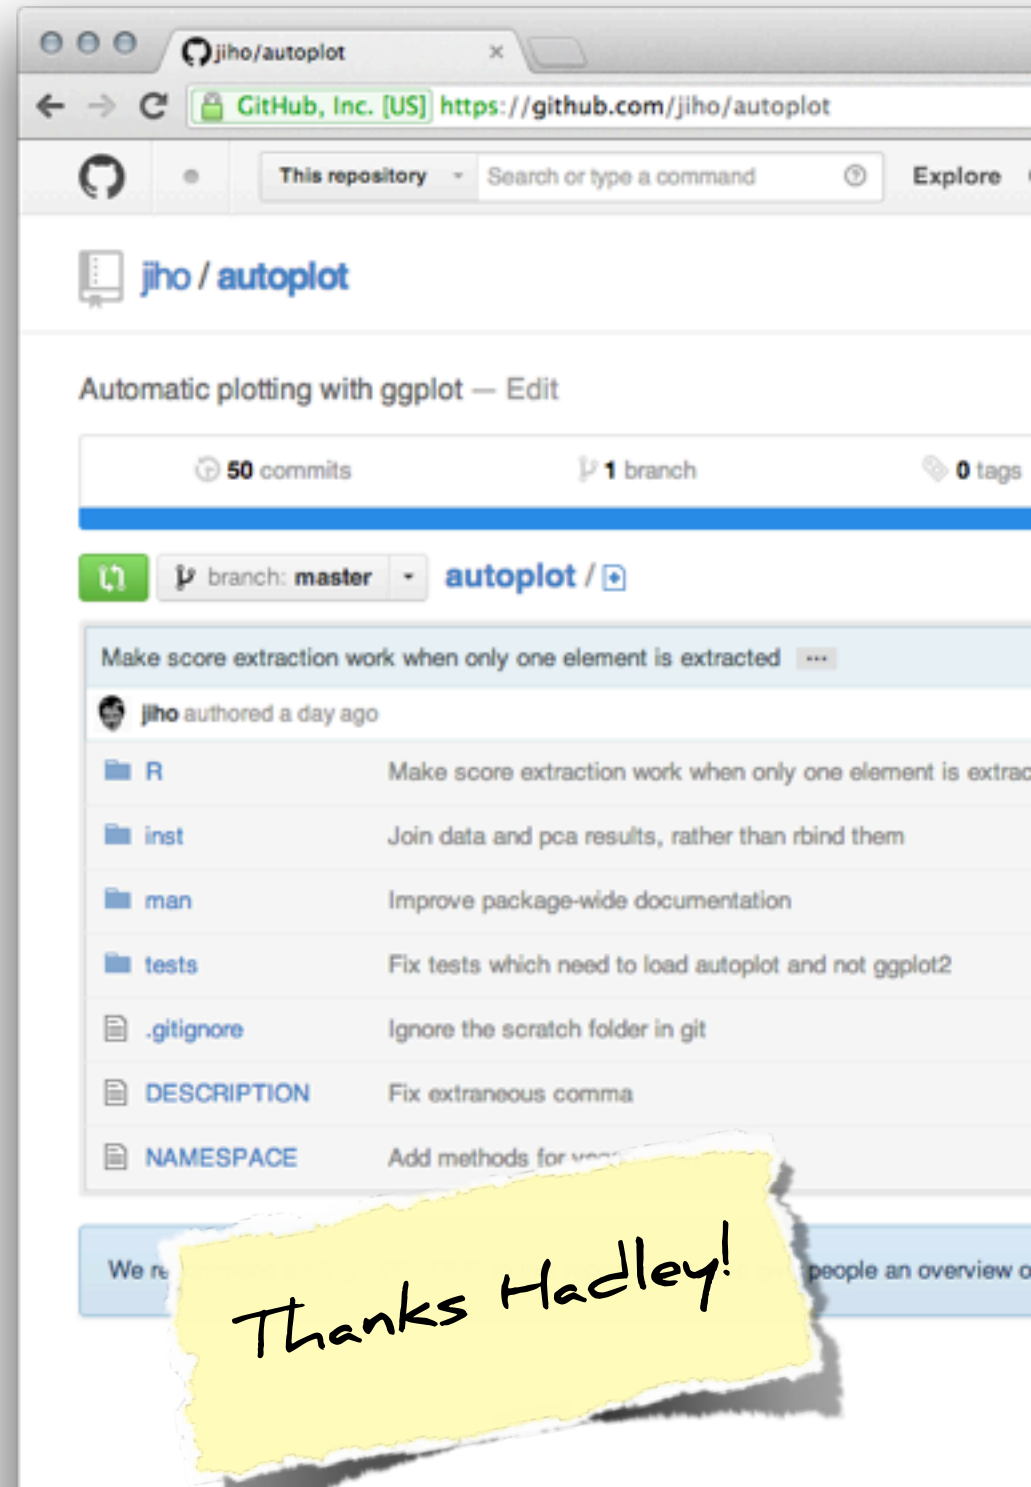 jiho/autoplot
GitHub, Inc. [US] https://github.com/jiho/autoplot
This repository Search or type a command Explore
jiho / autoplot
Automatic plotting with ggplot — Edit
50 commits 1 branch 0 tags
branch: master autoplot /
Make score extraction work when only one element is extracted ...
jiho authored a day ago
R Make score extraction work when only one element is extrac
inst Join data and pca results, rather than rbind them
man Improve package-wide documentation
tests Fix tests which need to load autoplot and not ggplot2
.gitignore Ignore the scratch folder in git
DESCRIPTION Fix extraneous comma
NAMESPACE Add methods for
We people an overview o
Thanks Hadley!